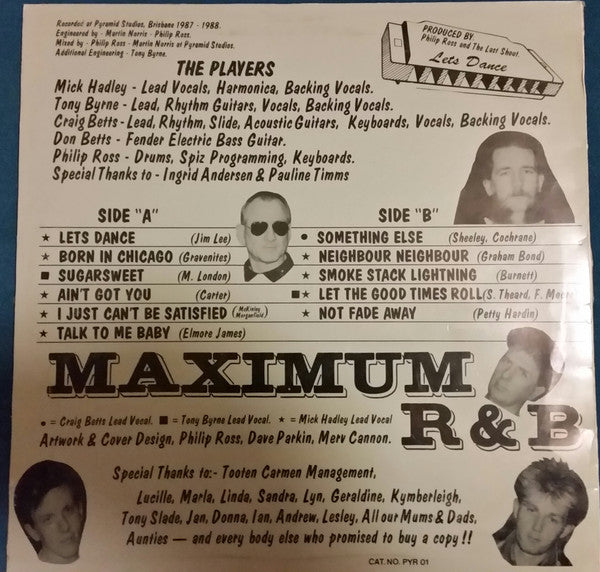 Recorded at Pyramid Studios, Brisbane 1987 - 1988.
Engineered by - Martin Norris - Philip Ross.
Mixed by - Philip Ross - Martin Norris at Pyramid Studios.
Additional Engineering - Tony Byrne.
PRODUCED BY:
Philip Ross and The Last Shout.
Lets Dance
THE PLAYERS
Mick Hadley - Lead Vocals, Harmonica, Backing Vocals.
Tony Byrne - Lead, Rhythm Guitars, Vocals, Backing Vocals.
Craig Betts - Lead, Rhythm, Slide, Acoustic Guitars, Keyboards, Vocals, Backing Vocals.
Don Betts - Fender Electric Bass Guitar.
Philip Ross - Drums, Spiz Programming, Keyboards.
Special Thanks to - Ingrid Andersen & Pauline Timms
SIDE "A"
★ LETS DANCE (Jim Lee)
★ BORN IN CHICAGO (Gravenites)
■ SUGARSWEET (M. London)
★ AIN'T GOT YOU (Carter)
★ I JUST CAN'T BE SATISFIED (McKinley Morganfield)
★ TALK TO ME BABY (Elmore James)
SIDE "B"
● SOMETHING ELSE (Sheeley, Cochrane)
★ NEIGHBOUR NEIGHBOUR (Graham Bond)
★ SMOKE STACK LIGHTNING (Burnett)
■★ LET THE GOOD TIMES ROLL (S. Theard, F. Moore
★ NOT FADE AWAY (Petty Hardin)
MAXIMUM
R & B
● = Craig Betts Lead Vocal. ■ = Tony Byrne Lead Vocal. ★ = Mick Hadley Lead Vocal
Artwork & Cover Design, Philip Ross, Dave Parkin, Merv Cannon.
Special Thanks to:- Tooten Carmen Management,
Lucille, Marla, Linda, Sandra, Lyn, Geraldine, Kymberleigh,
Tony Slade, Jan, Donna, Ian, Andrew, Lesley, All our Mums & Dads,
Aunties — and every body else who promised to buy a copy!!
CAT. NO. PYR 01